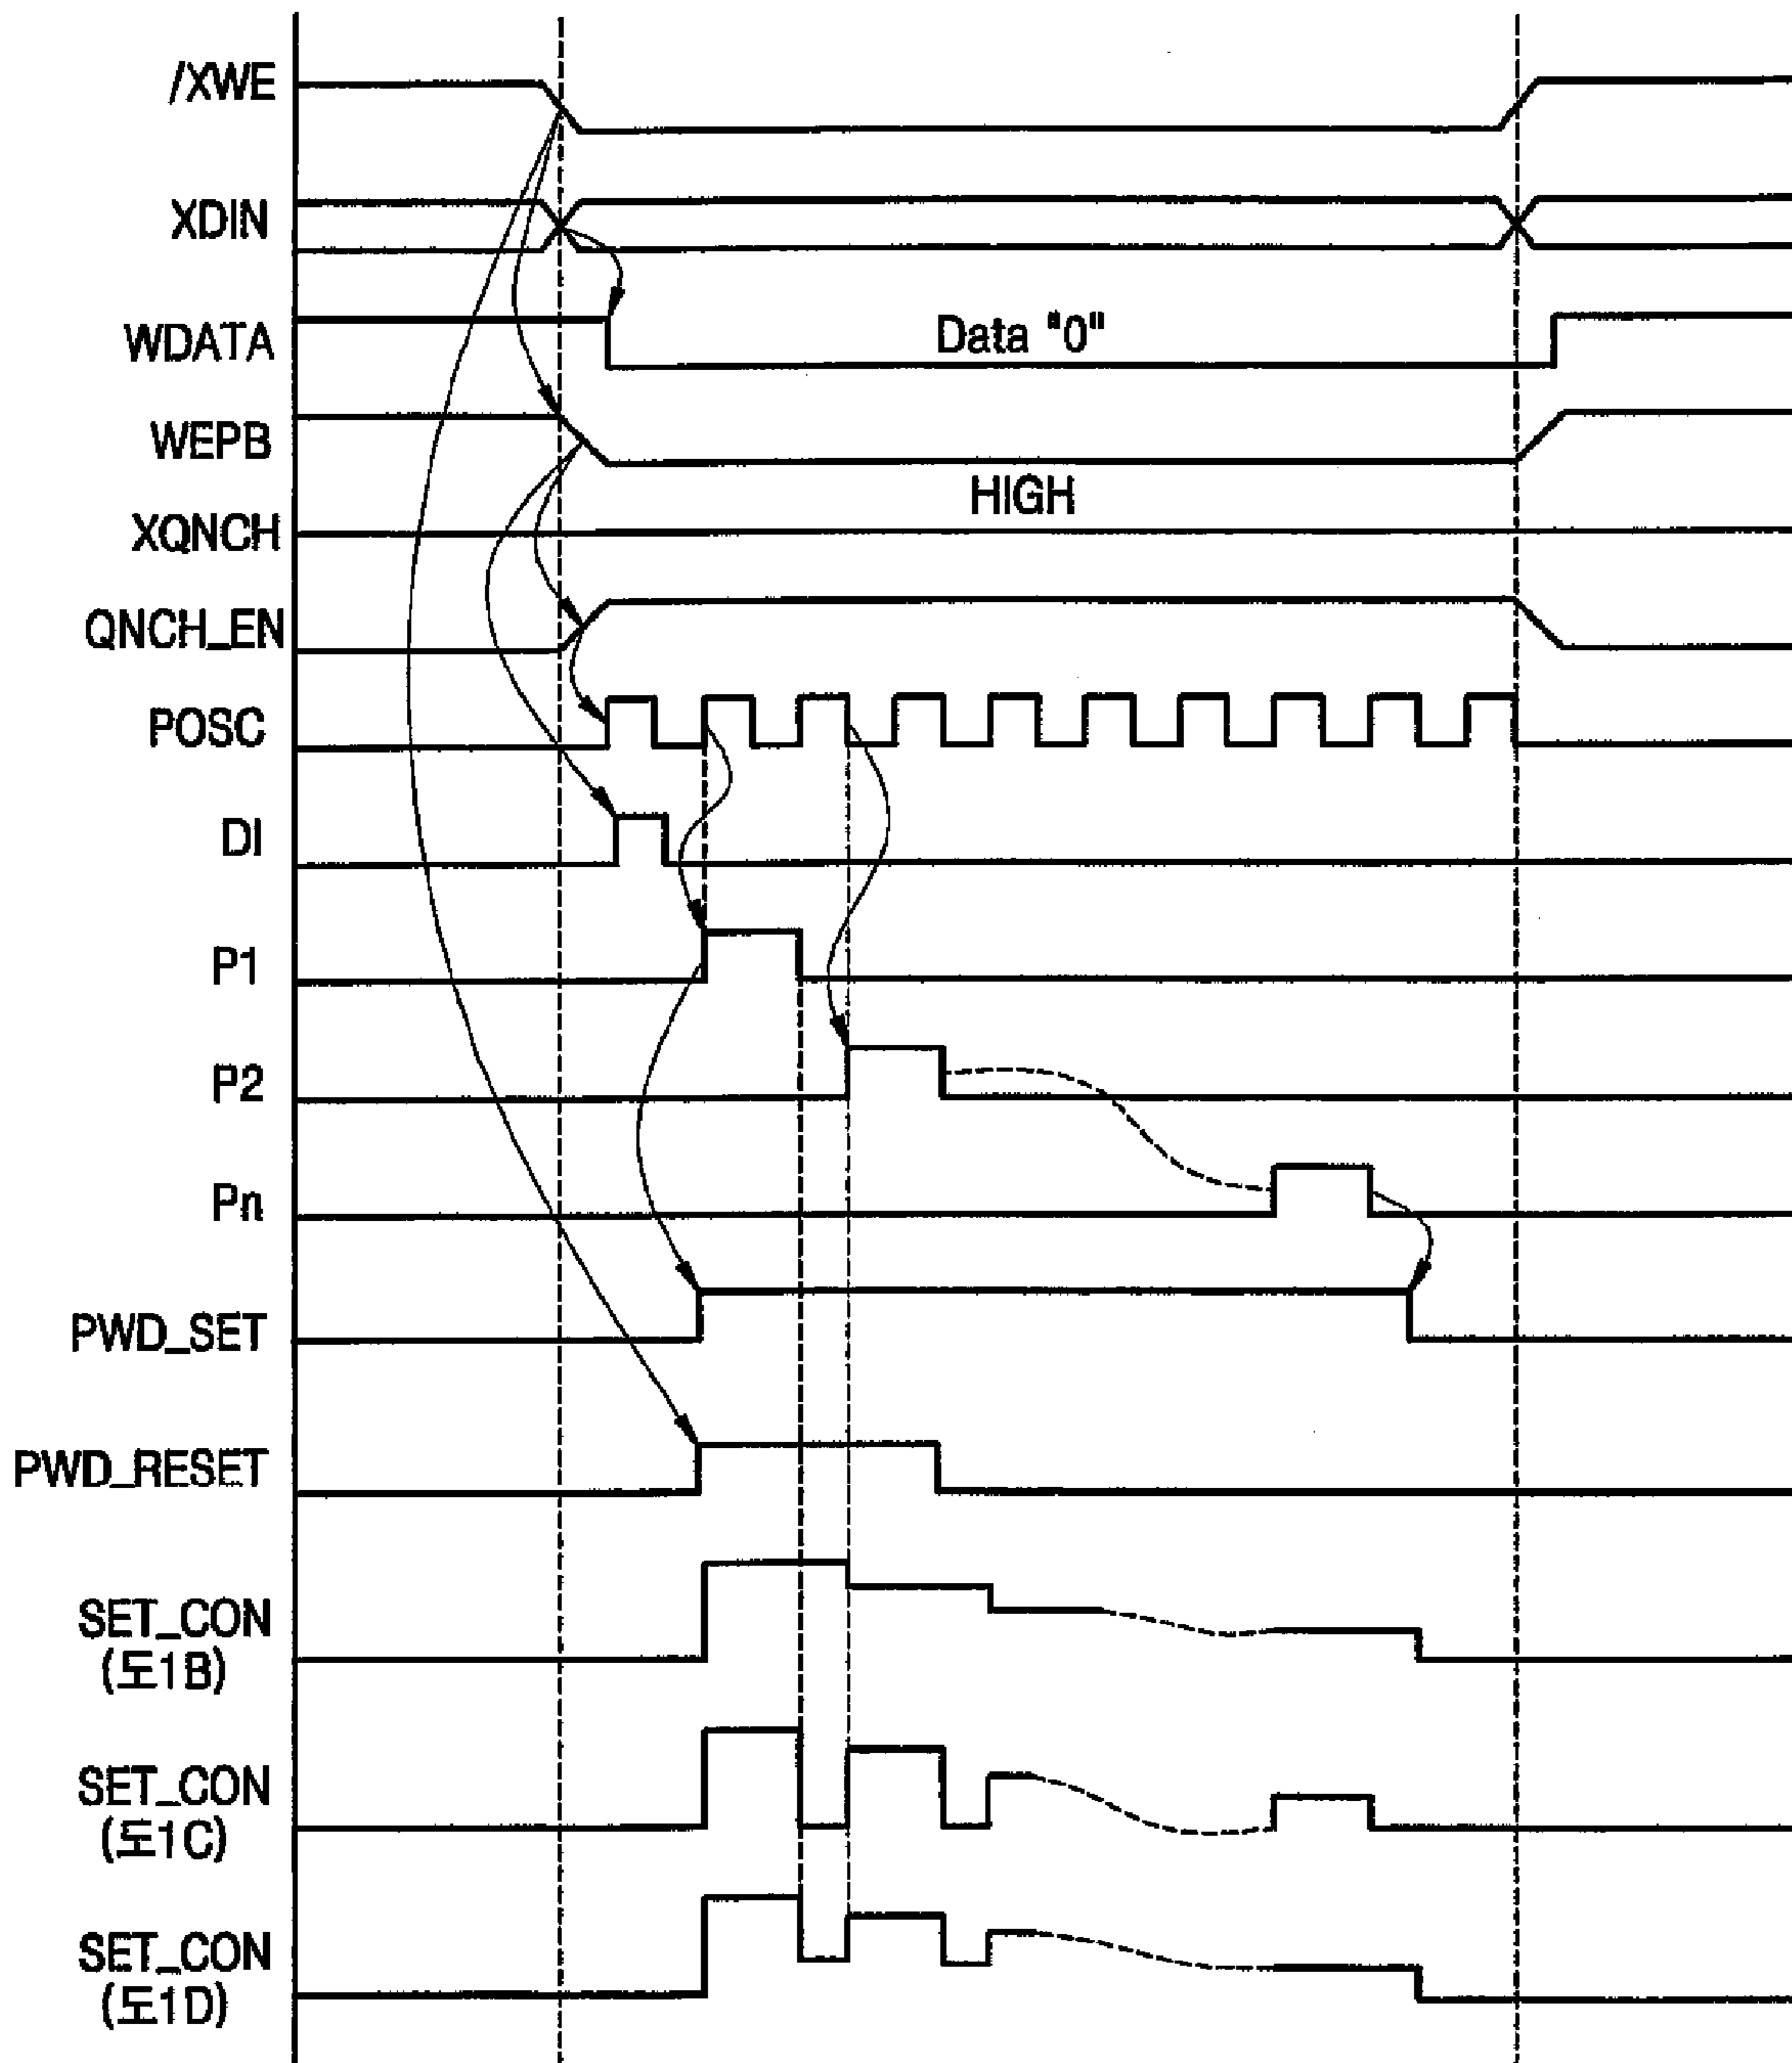 /XWE
XDIN
WDATA
Data "0"
WEPB
HIGH
XQNCH
QNCH_EN
POSC
DI
P1
P2
Pn
PWD_SET
PWD_RESET
SET_CON
(도1B)
SET_CON
(도1C)
SET_CON
(도1D)